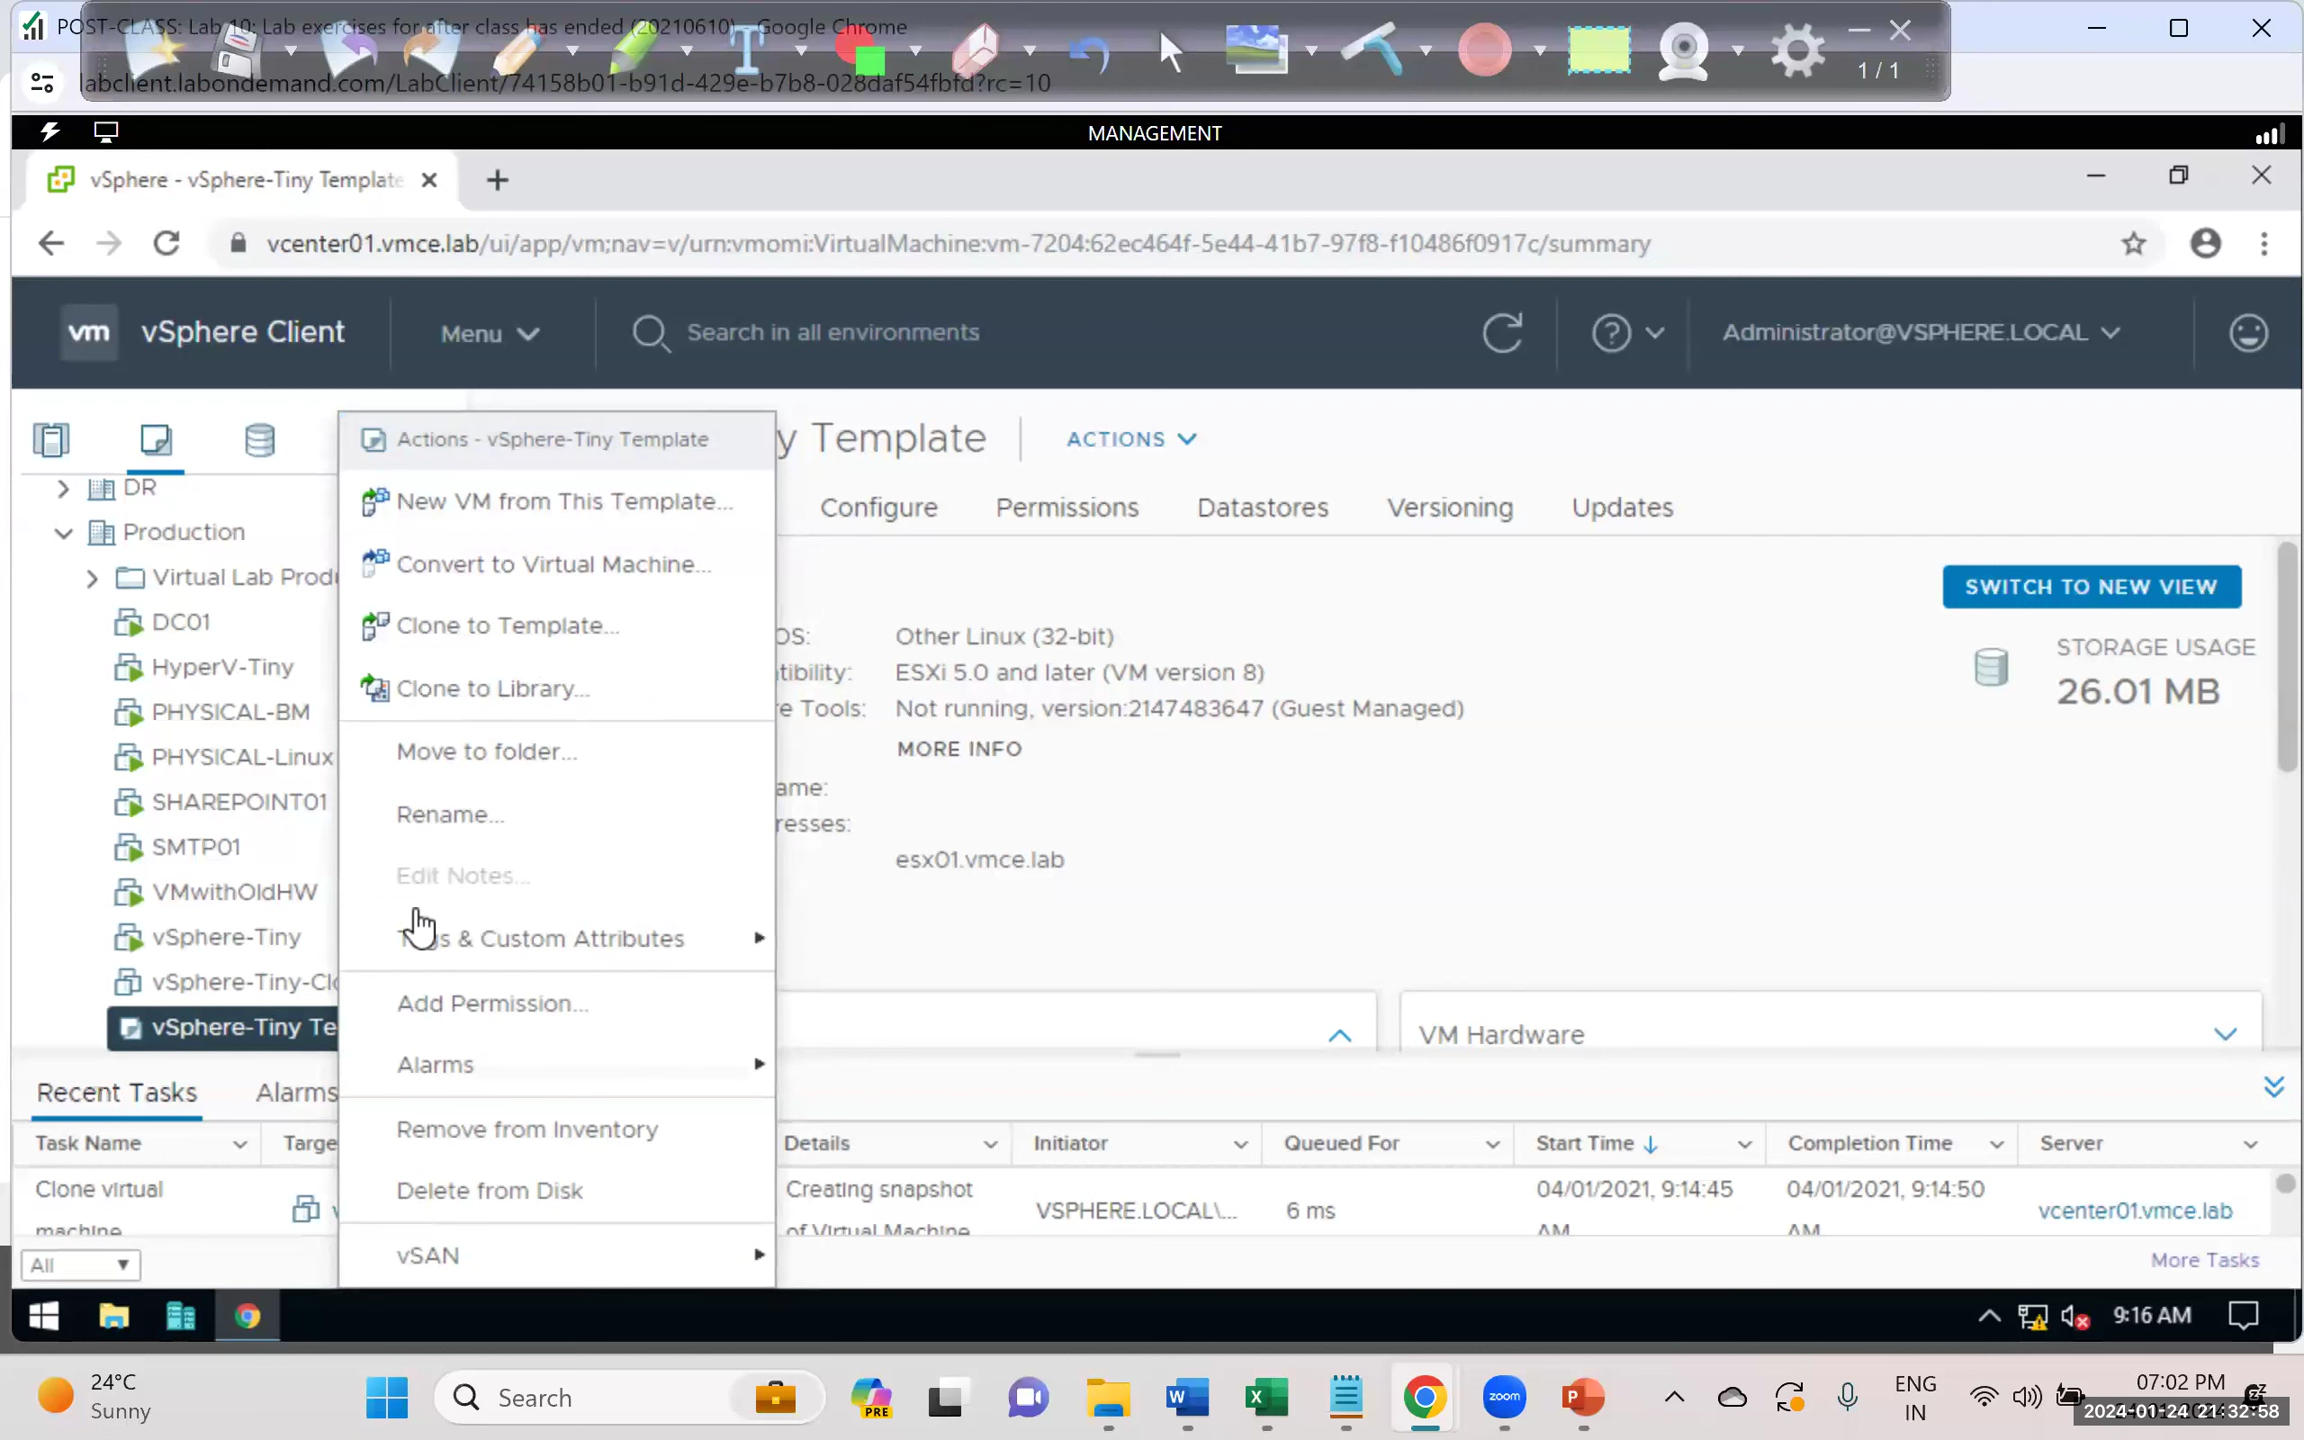 POST-CLASS: Lab 10: Lab exercises for after class has ended (20210610) - Google Chrome
1 / 1
labclient.labondemand.com/LabClient/74158b01-b91d-429e-b7b8-028daf54fbfd?rc=10
MANAGEMENT
vSphere - vSphere-Tiny Template
vcenter01.vmce.lab/ui/app/vm;nav=v/urn:vmomi:VirtualMachine:vm-7204:62ec464f-5e44-41b7-97f8-f10486f0917c/summary
vm vSphere Client Menu Search in all environments Administrator@VSPHERE.LOCAL
Actions - vSphere-Tiny Template
y Template ACTIONS
New VM from This Template...
Convert to Virtual Machine...
Clone to Template...
Clone to Library...
Move to folder...
Rename...
Edit Notes...
& Custom Attributes
Add Permission...
Alarms
Remove from Inventory
Delete from Disk
vSAN
DR
Production
Virtual Lab Prod
DC01
HyperV-Tiny
PHYSICAL-BM
PHYSICAL-Linux
SHAREPOINT01
SMTP01
VMwithOldHW
vSphere-Tiny
vSphere-Tiny-Clo
vSphere-Tiny Te
Configure Permissions Datastores Versioning Updates
SWITCH TO NEW VIEW
OS: Other Linux (32-bit)
tibility: ESXi 5.0 and later (VM version 8)
e Tools: Not running, version:2147483647 (Guest Managed)
MORE INFO
ame:
resses:
esx01.vmce.lab
STORAGE USAGE
26.01 MB
VM Hardware
Recent Tasks Alarms
Task Name Targe Details Initiator Queued For Start Time Completion Time Server
Clone virtual machine Creating snapshot of Virtual Machine VSPHERE.LOCAL\... 6 ms 04/01/2021, 9:14:45 AM 04/01/2021, 9:14:50 AM vcenter01.vmce.lab
All
More Tasks
9:16 AM
24°C
Sunny
Search
PRE
zoom
ENG
IN
07:02 PM
2024-01-24 21:32:58